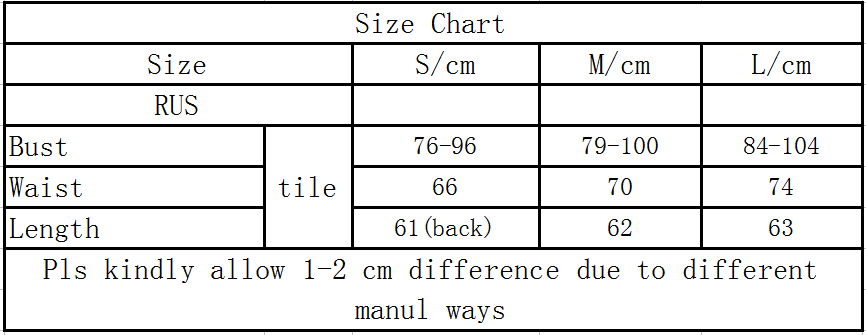 Size Chart
Size S/cm M/cm L/cm
RUS
Bust 76-96 79-100 84-104
Waist tile 66 70 74
Length 61(back) 62 63
Pls kindly allow 1-2 cm difference due to different
manul ways